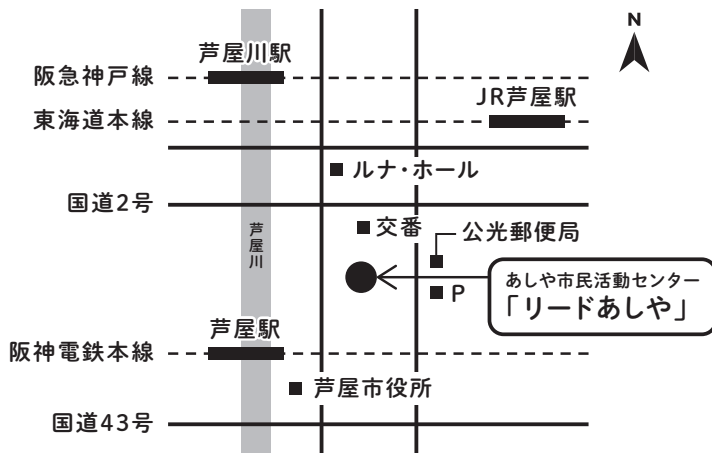 N
芦屋川駅
阪急神戸線
JR芦屋駅
東海道本線
ルナ・ホール
国道2号
交番
公光郵便局
芦屋川
あしや市民活動センター
「リードあしや」
P
芦屋駅
阪神電鉄本線
芦屋市役所
国道43号